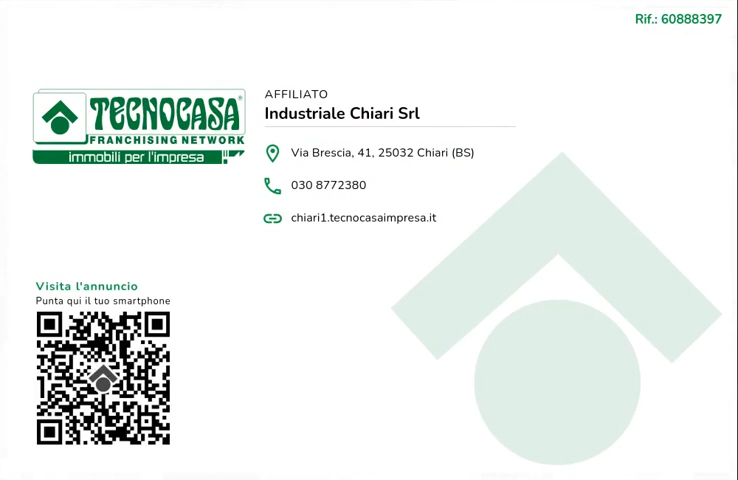 Rif.: 60888397
TECNOCASA®
FRANCHISING NETWORK
immobili per l'impresa
AFFILIATO
Industriale Chiari Srl
Via Brescia, 41, 25032 Chiari (BS)
030 8772380
chiari1.tecnocasaimpresa.it
Visita l'annuncio
Punta qui il tuo smartphone